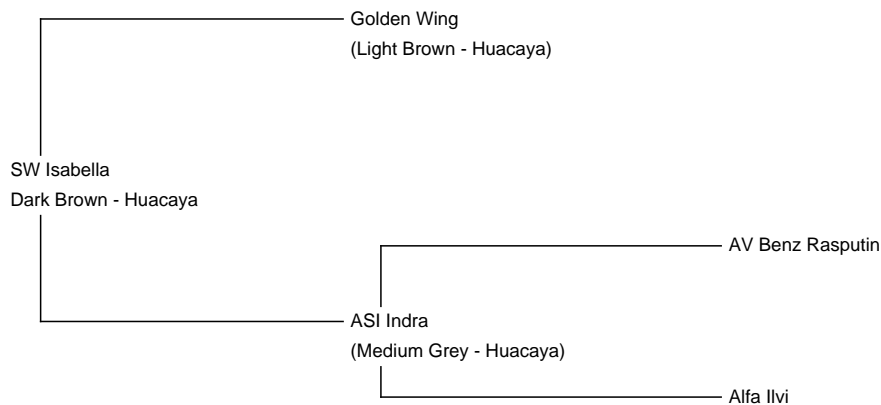 Golden Wing
(Light Brown - Huacaya)
SW Isabella
Dark Brown - Huacaya
AV Benz Rasputin
ASI Indra
(Medium Grey - Huacaya)
Alfa Ilvi